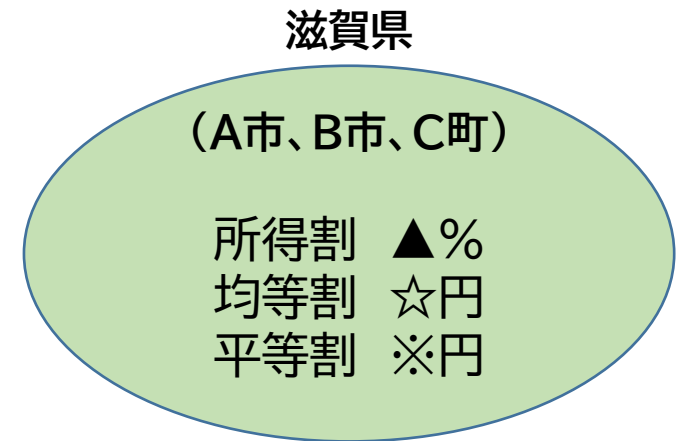 滋賀県
（A市、B市、C町）
所得割 ▲%
均等割 ☆円
平等割 ※円